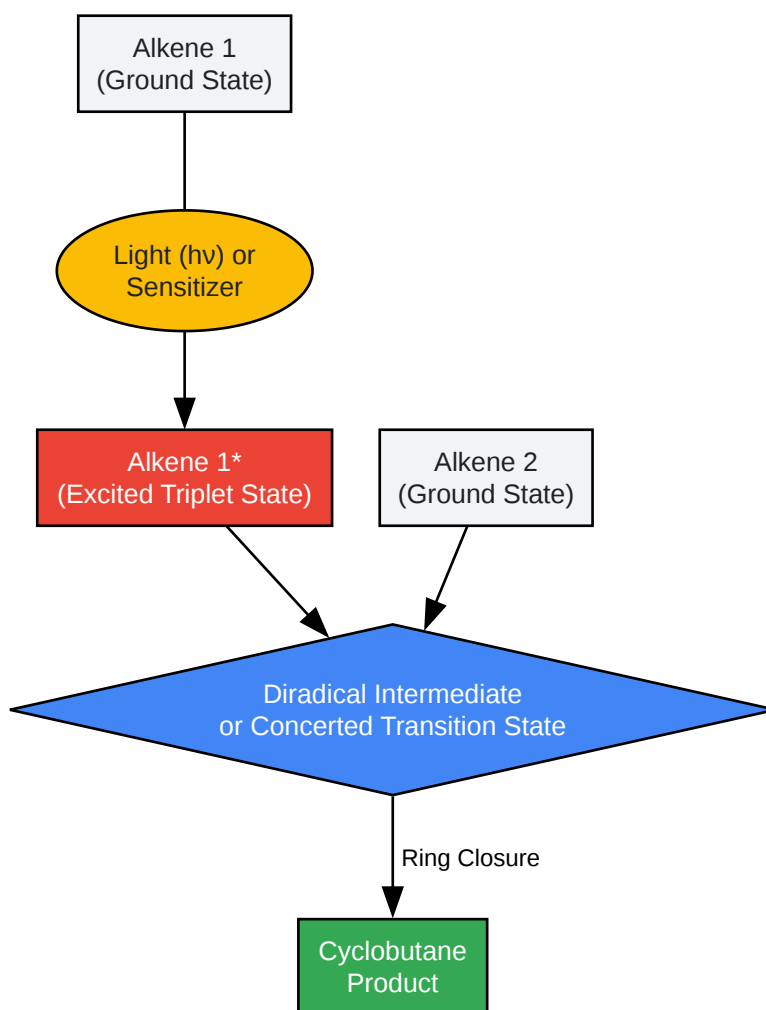 Alkene 1
(Ground State)
Light (hν) or
Sensitizer
Alkene 1*
(Excited Triplet State)
Alkene 2
(Ground State)
Diradical Intermediate
or Concerted Transition State
Ring Closure
Cyclobutane
Product